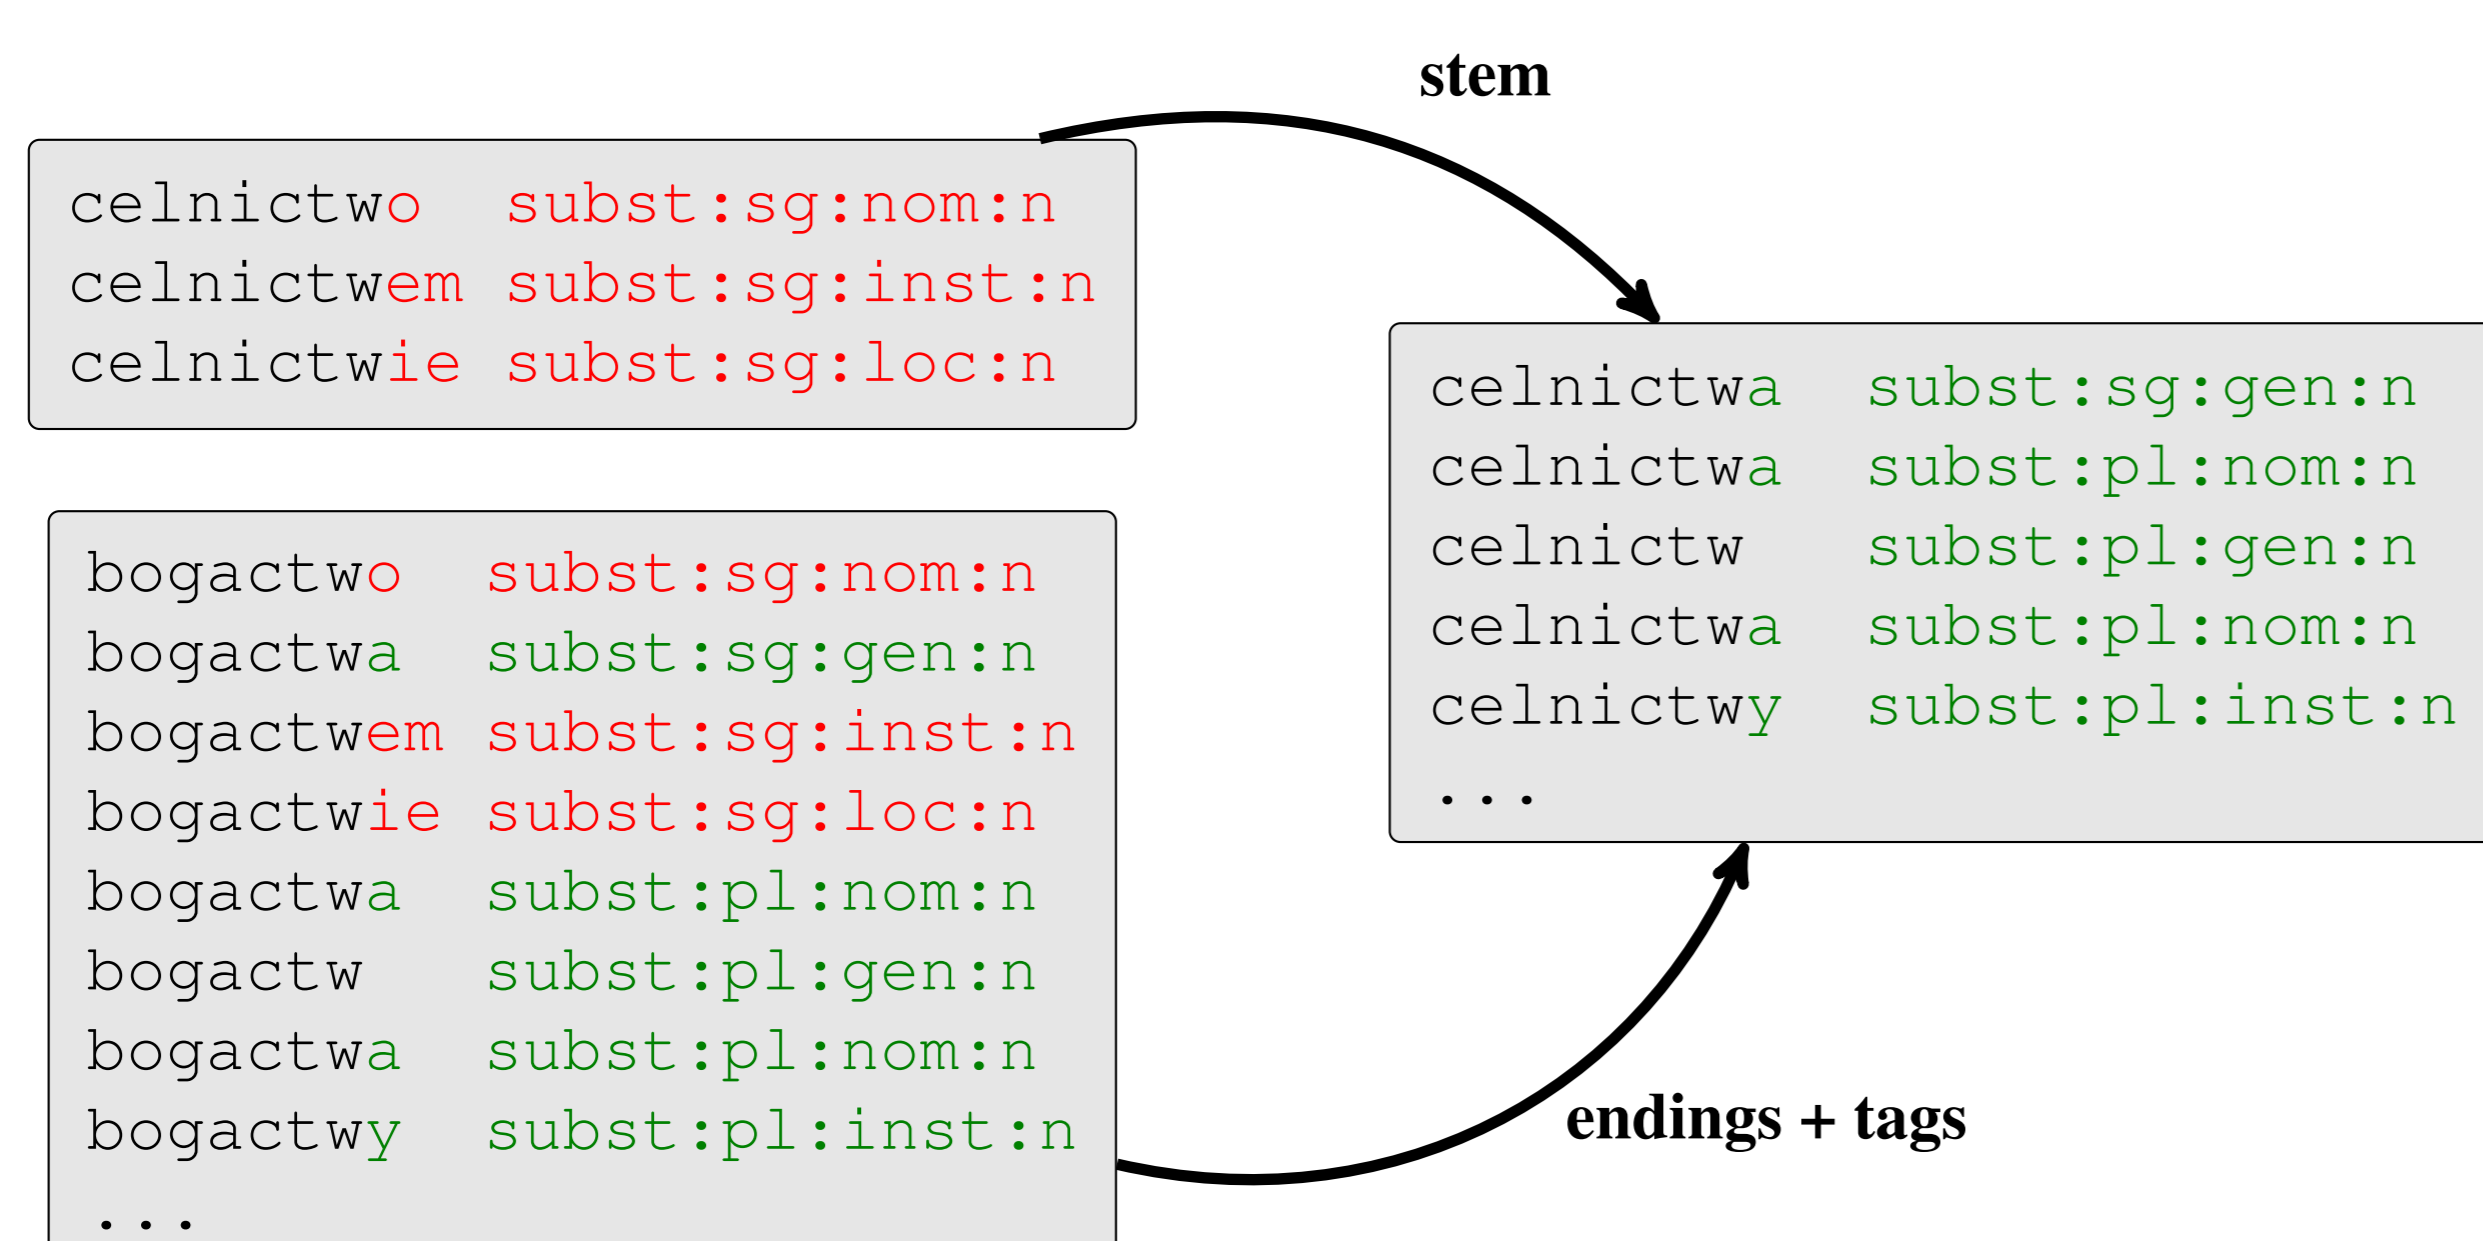 stem
celnictwo subst:sg:nom:n
celnictwem subst:sg:inst:n
celnictwie subst:sg:loc:n
celnictwa subst:sg:gen:n
celnictwa subst:pl:nom:n
celnictw subst:pl:gen:n
celnictwa subst:pl:nom:n
celnictwy subst:pl:inst:n
...
bogactwo subst:sg:nom:n
bogactwa subst:sg:gen:n
bogactwem subst:sg:inst:n
bogactwie subst:sg:loc:n
bogactwa subst:pl:nom:n
bogactw subst:pl:gen:n
bogactwa subst:pl:nom:n
bogactwy subst:pl:inst:n
...
endings + tags